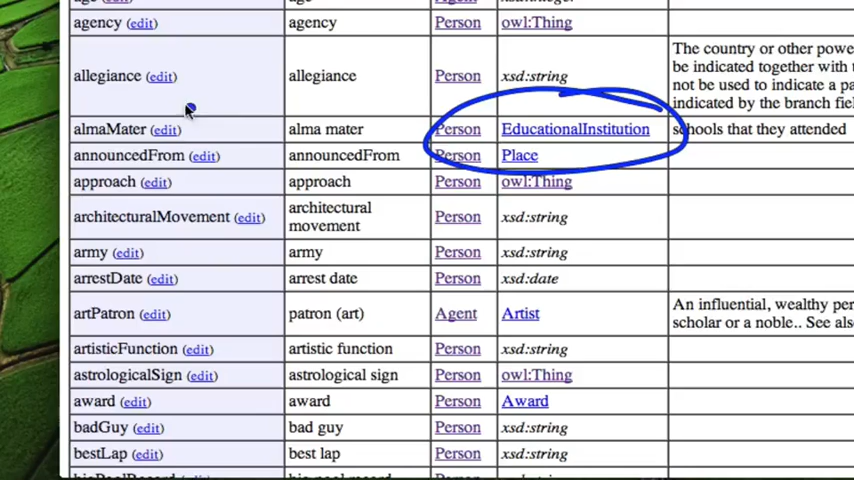 agency (edit) agency Person owl:Thing
The country or other powe
be indicated together with t
allegiance (edit) allegiance Person xsd:string not be used to indicate a pa
indicated by the branch fiel
almaMater (edit) alma mater Person EducationalInstitution schools that they attended
announcedFrom (edit) announcedFrom Person Place
approach (edit) approach Person owl:Thing
architecturalMovement (edit) architectural movement Person xsd:string
army (edit) army Person xsd:string
arrestDate (edit) arrest date Person xsd:date
artPatron (edit) patron (art) Agent Artist An influential, wealthy per
scholar or a noble.. See also
artisticFunction (edit) artistic function Person xsd:string
astrologicalSign (edit) astrological sign Person owl:Thing
award (edit) award Person Award
badGuy (edit) bad guy Person xsd:string
bestLap (edit) best lap Person xsd:string